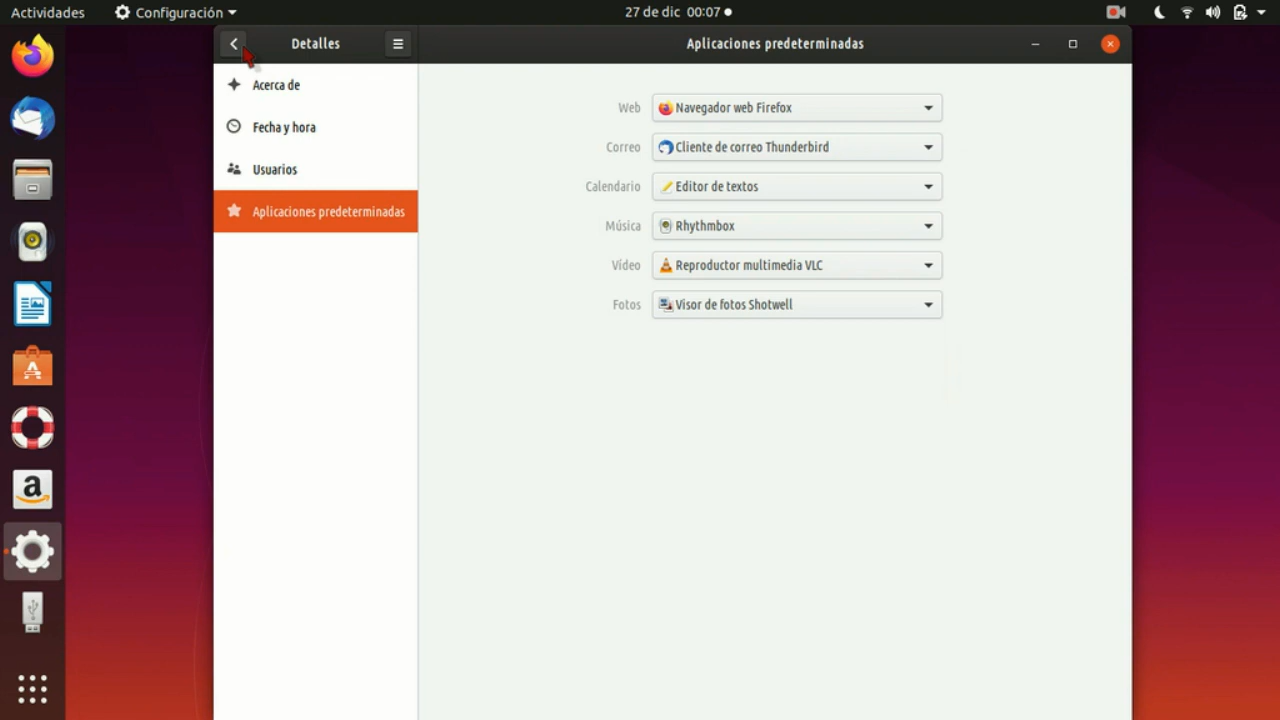 Actividades
Configuración
27 de dic 00:07
Detalles
Aplicaciones predeterminadas
Acerca de
Fecha y hora
Usuarios
Aplicaciones predeterminadas
Web
Navegador web Firefox
Correo
Cliente de correo Thunderbird
Calendario
Editor de textos
Música
Rhythmbox
Vídeo
Reproductor multimedia VLC
Fotos
Visor de fotos Shotwell